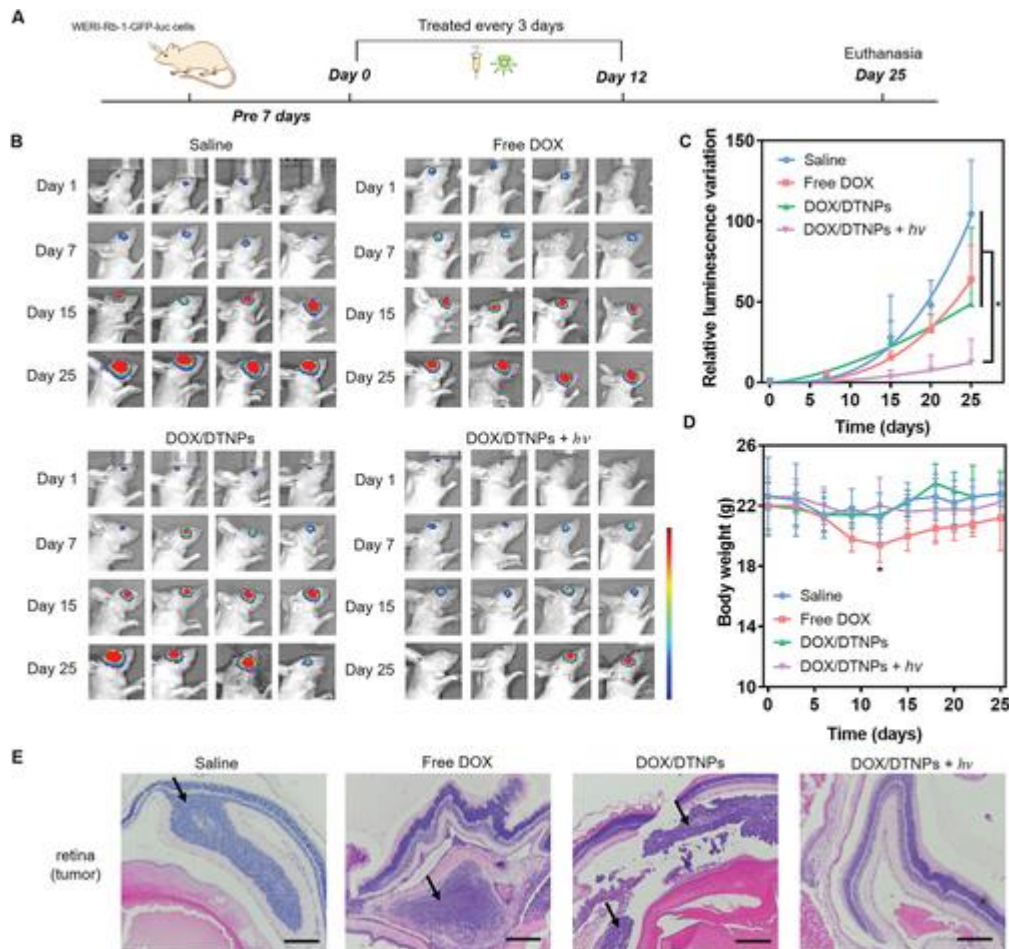 A
WERI-Rb-1-GFP-luc cells
Treated every 3 days
Day 0
Day 12
Euthanasia
Day 25
Pre 7 days
B
Saline
Free DOX
Day 1
Day 1
Day 7
Day 7
Day 15
Day 15
Day 25
Day 25
DOX/DTNPs
DOX/DTNPs + hv
Day 1
Day 1
Day 7
Day 7
Day 15
Day 15
Day 25
Day 25
C
150
100
50
0
Relative luminescence variation
Saline
Free DOX
DOX/DTNPs
DOX/DTNPs + hv
*
0 5 10 15 20 25
Time (days)
D
26
22
18
14
10
Body weight (g)
*
Saline
Free DOX
DOX/DTNPs
DOX/DTNPs + hv
0 5 10 15 20 25
Time (days)
E
Saline
Free DOX
DOX/DTNPs
DOX/DTNPs + hv
retina
(tumor)